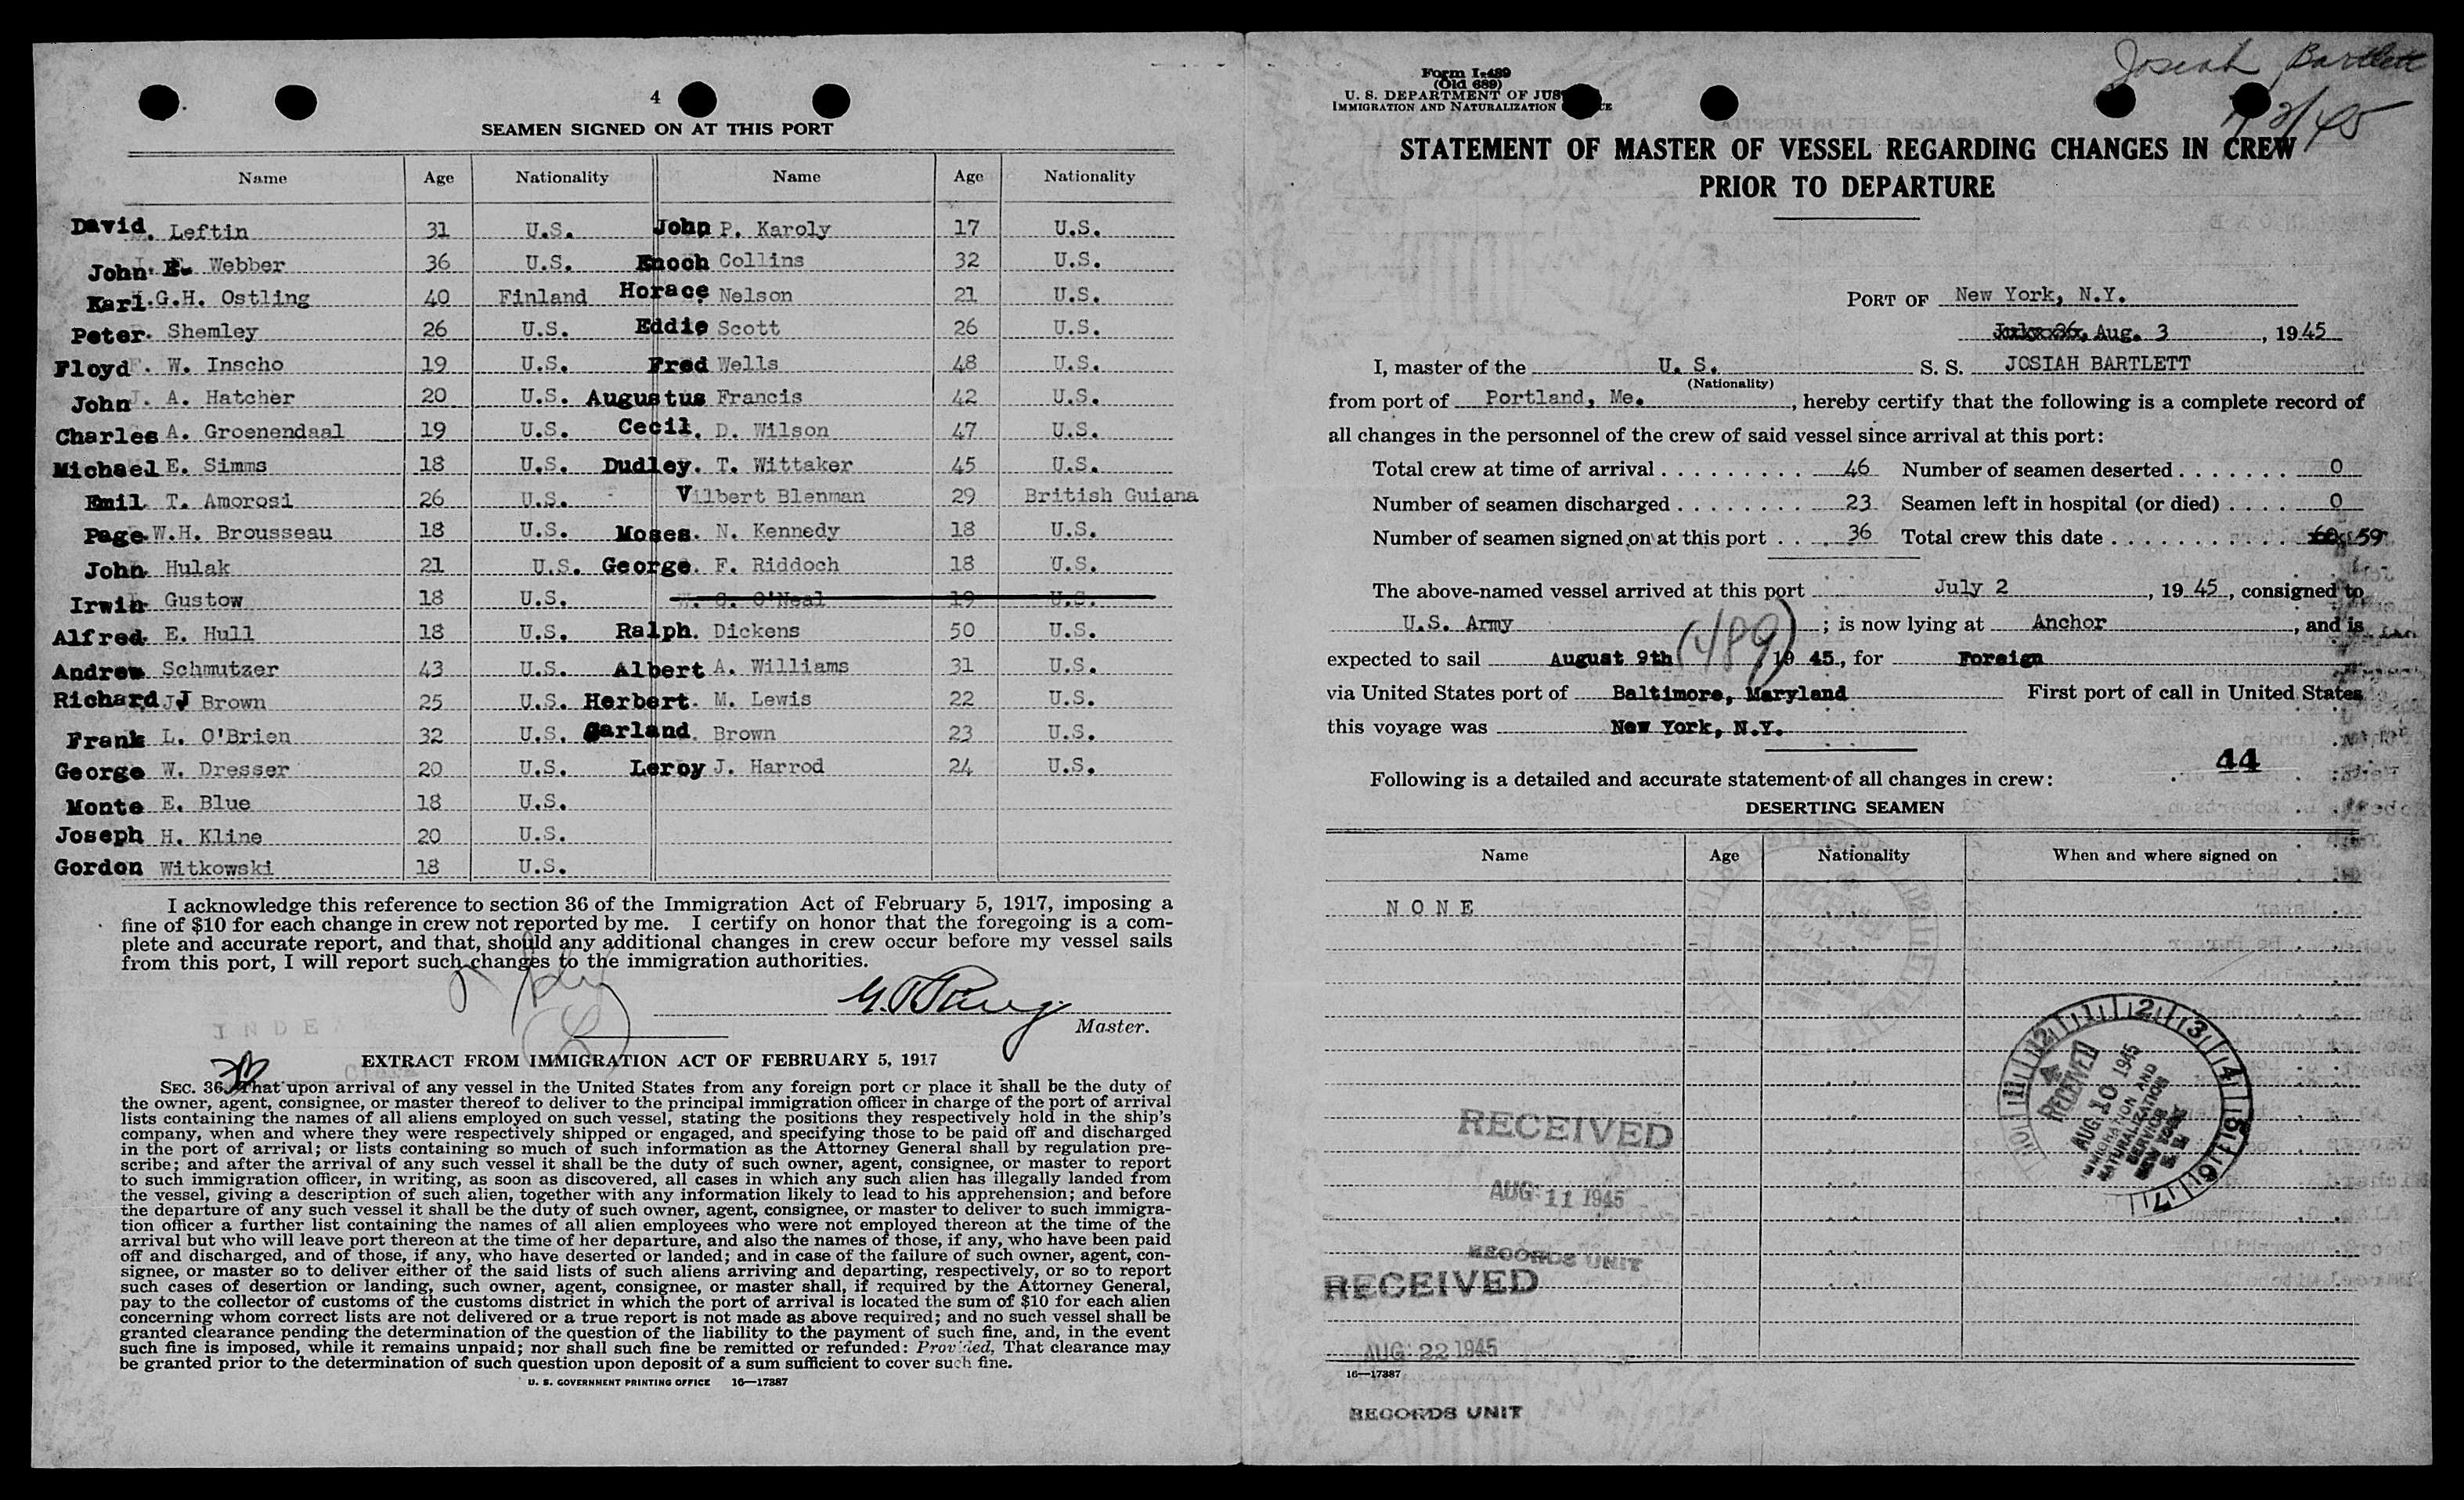 4
SEAMEN SIGNED ON AT THIS PORT
Name Age Nationality Name Age Nationality
David. Leftin 31 U.S. John P. Karoly 17 U.S.
John. E. Webber 36 U.S. Enoch Collins 32 U.S.
Karl.G.H. Ostling 40 Finland Horace Nelson 21 U.S.
Peter. Shemley 26 U.S. Eddie Scott 26 U.S.
Floyd. W. Inscho 19 U.S. Fred Wells 48 U.S.
John A. Hatcher 20 U.S. Augustus Francis 42 U.S.
Charles A. Groenendaal 19 U.S. Cecil. D. Wilson 47 U.S.
Michael E. Simms 18 U.S. Dudley. T. Wittaker 45 U.S.
Emil T. Amorosi 26 U.S. Vilbert Blenman 29 British Guiana
Page.W.H. Brousseau 18 U.S. Moses. N. Kennedy 18 U.S.
John Hulak 21 U.S. George. F. Riddoch 18 U.S.
Irwin Gustow 18 U.S. O'Neal 19 U.S.
Alfred. E. Hull 18 U.S. Ralph. Dickens 50 U.S.
Andrew Schmutzer 43 U.S. Albert A. Williams 31 U.S.
Richard J Brown 25 U.S. Herbert. M. Lewis 22 U.S.
Frank L. O'Brien 32 U.S. Garland. Brown 23 U.S.
George W. Dresser 20 U.S. Leroy J. Harrod 24 U.S.
Monte E. Blue 18 U.S.
Joseph H. Kline 20 U.S.
Gordon Witkowski 18 U.S.
I acknowledge this reference to section 36 of the Immigration Act of February 5, 1917, imposing a
fine of $10 for each change in crew not reported by me. I certify on honor that the foregoing is a com-
plete and accurate report, and that, should any additional changes in crew occur before my vessel sails
from this port, I will report such changes to the immigration authorities.
Master.
EXTRACT FROM IMMIGRATION ACT OF FEBRUARY 5, 1917
SEC. 36. That upon arrival of any vessel in the United States from any foreign port or place it shall be the duty of
the owner, agent, consignee, or master thereof to deliver to the principal immigration officer in charge of the port of arrival
lists containing the names of all aliens employed on such vessel, stating the positions they respectively hold in the ship's
company, when and where they were respectively shipped or engaged, and specifying those to be paid off and discharged
in the port of arrival; or lists containing so much of such information as the Attorney General shall by regulation pre-
scribe; and after the arrival of any such vessel it shall be the duty of such owner, agent, consignee, or master to report
to such immigration officer, in writing, as soon as discovered, all cases in which any such alien has illegally landed from
the vessel, giving a description of such alien, together with any information likely to lead to his apprehension; and before
the departure of any such vessel it shall be the duty of such owner, agent, consignee, or master to deliver to such immigra-
tion officer a further list containing the names of all alien employees who were not employed thereon at the time of the
arrival but who will leave port thereon at the time of her departure, and also the names of those, if any, who have been paid
off and discharged, and of those, if any, who have deserted or landed; and in case of the failure of such owner, agent, con-
signee, or master so to deliver either of the said lists of such aliens arriving and departing, respectively, or so to report
such cases of desertion or landing, such owner, agent, consignee, or master shall, if required by the Attorney General,
pay to the collector of customs of the customs district in which the port of arrival is located the sum of $10 for each alien
concerning whom correct lists are not delivered or a true report is not made as above required; and no such vessel shall be
granted clearance pending the determination of the question of the liability to the payment of such fine, and, in the event
such fine is imposed, while it remains unpaid; nor shall such fine be remitted or refunded: Provided, That clearance may
be granted prior to the determination of such question upon deposit of a sum sufficient to cover such fine.
U. S. GOVERNMENT PRINTING OFFICE 16—17387
Josiah Bartlett
Form I-489
(Old 689)
U. S. DEPARTMENT OF JUS
IMMIGRATION AND NATURALIZATION
STATEMENT OF MASTER OF VESSEL REGARDING CHANGES IN CREW
PRIOR TO DEPARTURE
PORT OF New York, N.Y.
July 26, Aug. 3, 1945
I, master of the U. S. S. S. JOSIAH BARTLETT
(Nationality)
from port of Portland, Me., hereby certify that the following is a complete record of
all changes in the personnel of the crew of said vessel since arrival at this port:
Total crew at time of arrival 46 Number of seamen deserted 0
Number of seamen discharged 23 Seamen left in hospital (or died) 0
Number of seamen signed on at this port 36 Total crew this date 60 59
The above-named vessel arrived at this port July 2, 1945, consigned to
U.S. Army; is now lying at Anchor, and is
expected to sail August 9th (489) 1945, for Foreign
via United States port of Baltimore, Maryland First port of call in United States
this voyage was New York, N.Y.
44
Following is a detailed and accurate statement of all changes in crew:
DESERTING SEAMEN
Name Age Nationality When and where signed on
NONE
RECEIVED
AUG 10 1945
IMMIGRATION AND
NATURALIZATION
SERVICE
NEW YORK
RECEIVED
AUG 11 1945
RECORDS UNIT
RECEIVED
AUG 22 1945
16—17387
RECORDS UNIT